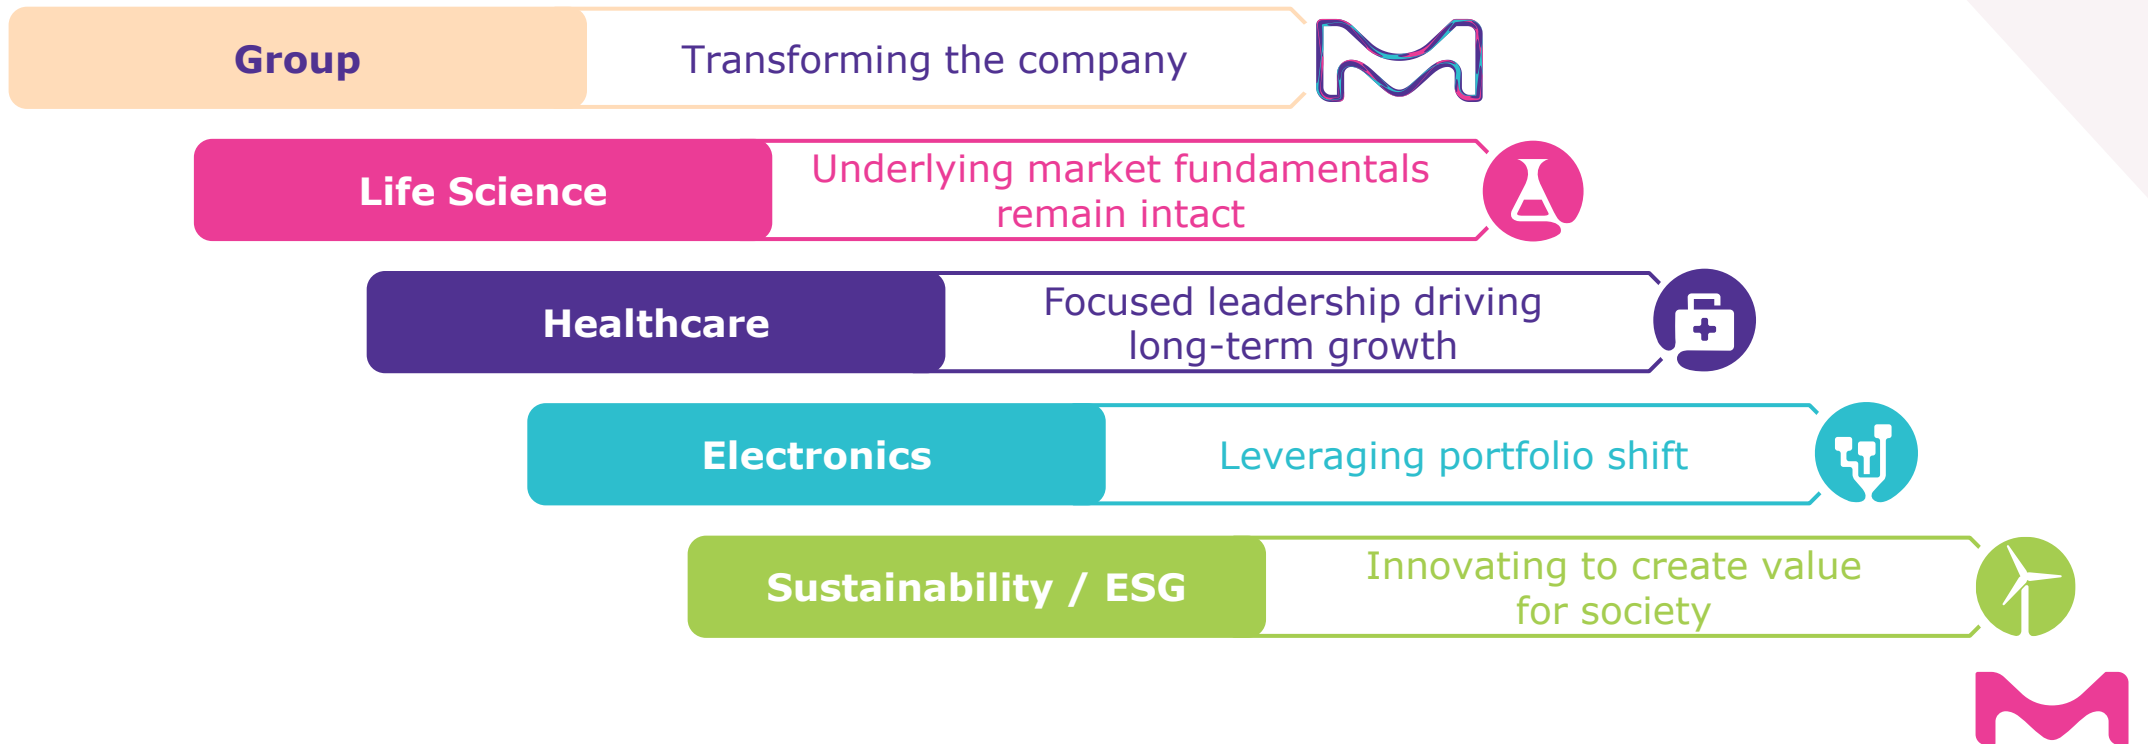 Group
Transforming the company
Life Science
Underlying market fundamentals
remain intact
Healthcare
Focused leadership driving
long-term growth
Electronics
Leveraging portfolio shift
Sustainability / ESG
Innovating to create value
for society